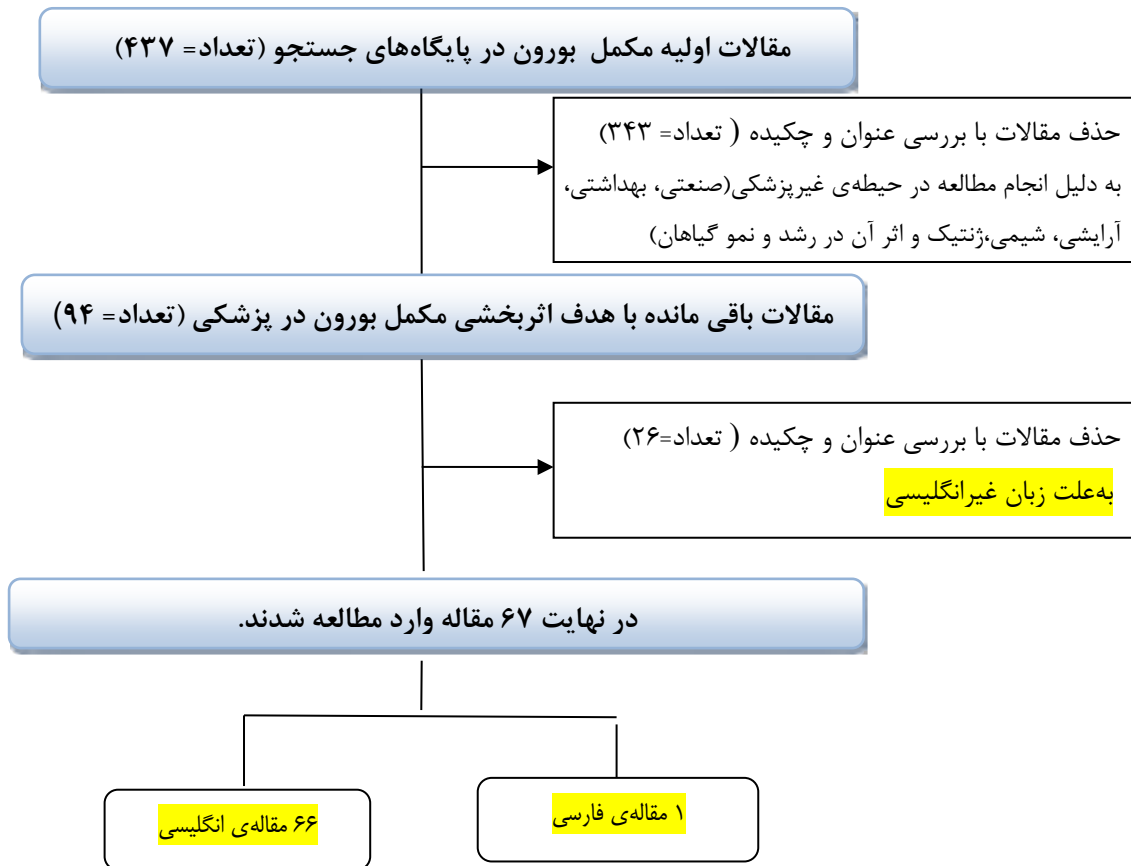 مقالات اولیه مکمل بورون در پایگاه‌های جستجو (تعداد= ۴۳۷)
حذف مقالات با بررسی عنوان و چکیده ( تعداد= ۳۴۳)
به دلیل انجام مطالعه در حیطه‌ی غیرپزشکی(صنعتی، بهداشتی،
آرایشی، شیمی،ژنتیک و اثر آن در رشد و نمو گیاهان)
مقالات باقی مانده با هدف اثربخشی مکمل بورون در پزشکی (تعداد= ۹۴)
حذف مقالات با بررسی عنوان و چکیده ( تعداد=۲۶)
به‌علت زبان غیرانگلیسی
در نهایت ۶۷ مقاله وارد مطالعه شدند.
۱ مقاله‌ی فارسی
۶۶ مقاله‌ی انگلیسی